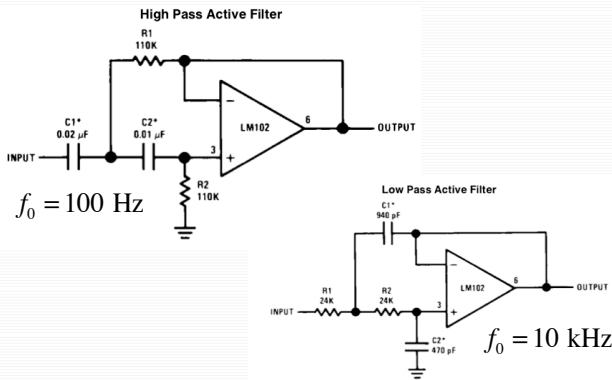 High Pass Active Filter
R1
110K
C1*
0.02 μF
C2*
0.01 μF
INPUT
3
−
+
LM102
6
OUTPUT
R2
110K
f₀ = 100 Hz
Low Pass Active Filter
C1*
940 pF
R1
24K
R2
24K
INPUT
3
−
+
LM102
6
OUTPUT
C2*
470 pF
f₀ = 10 kHz